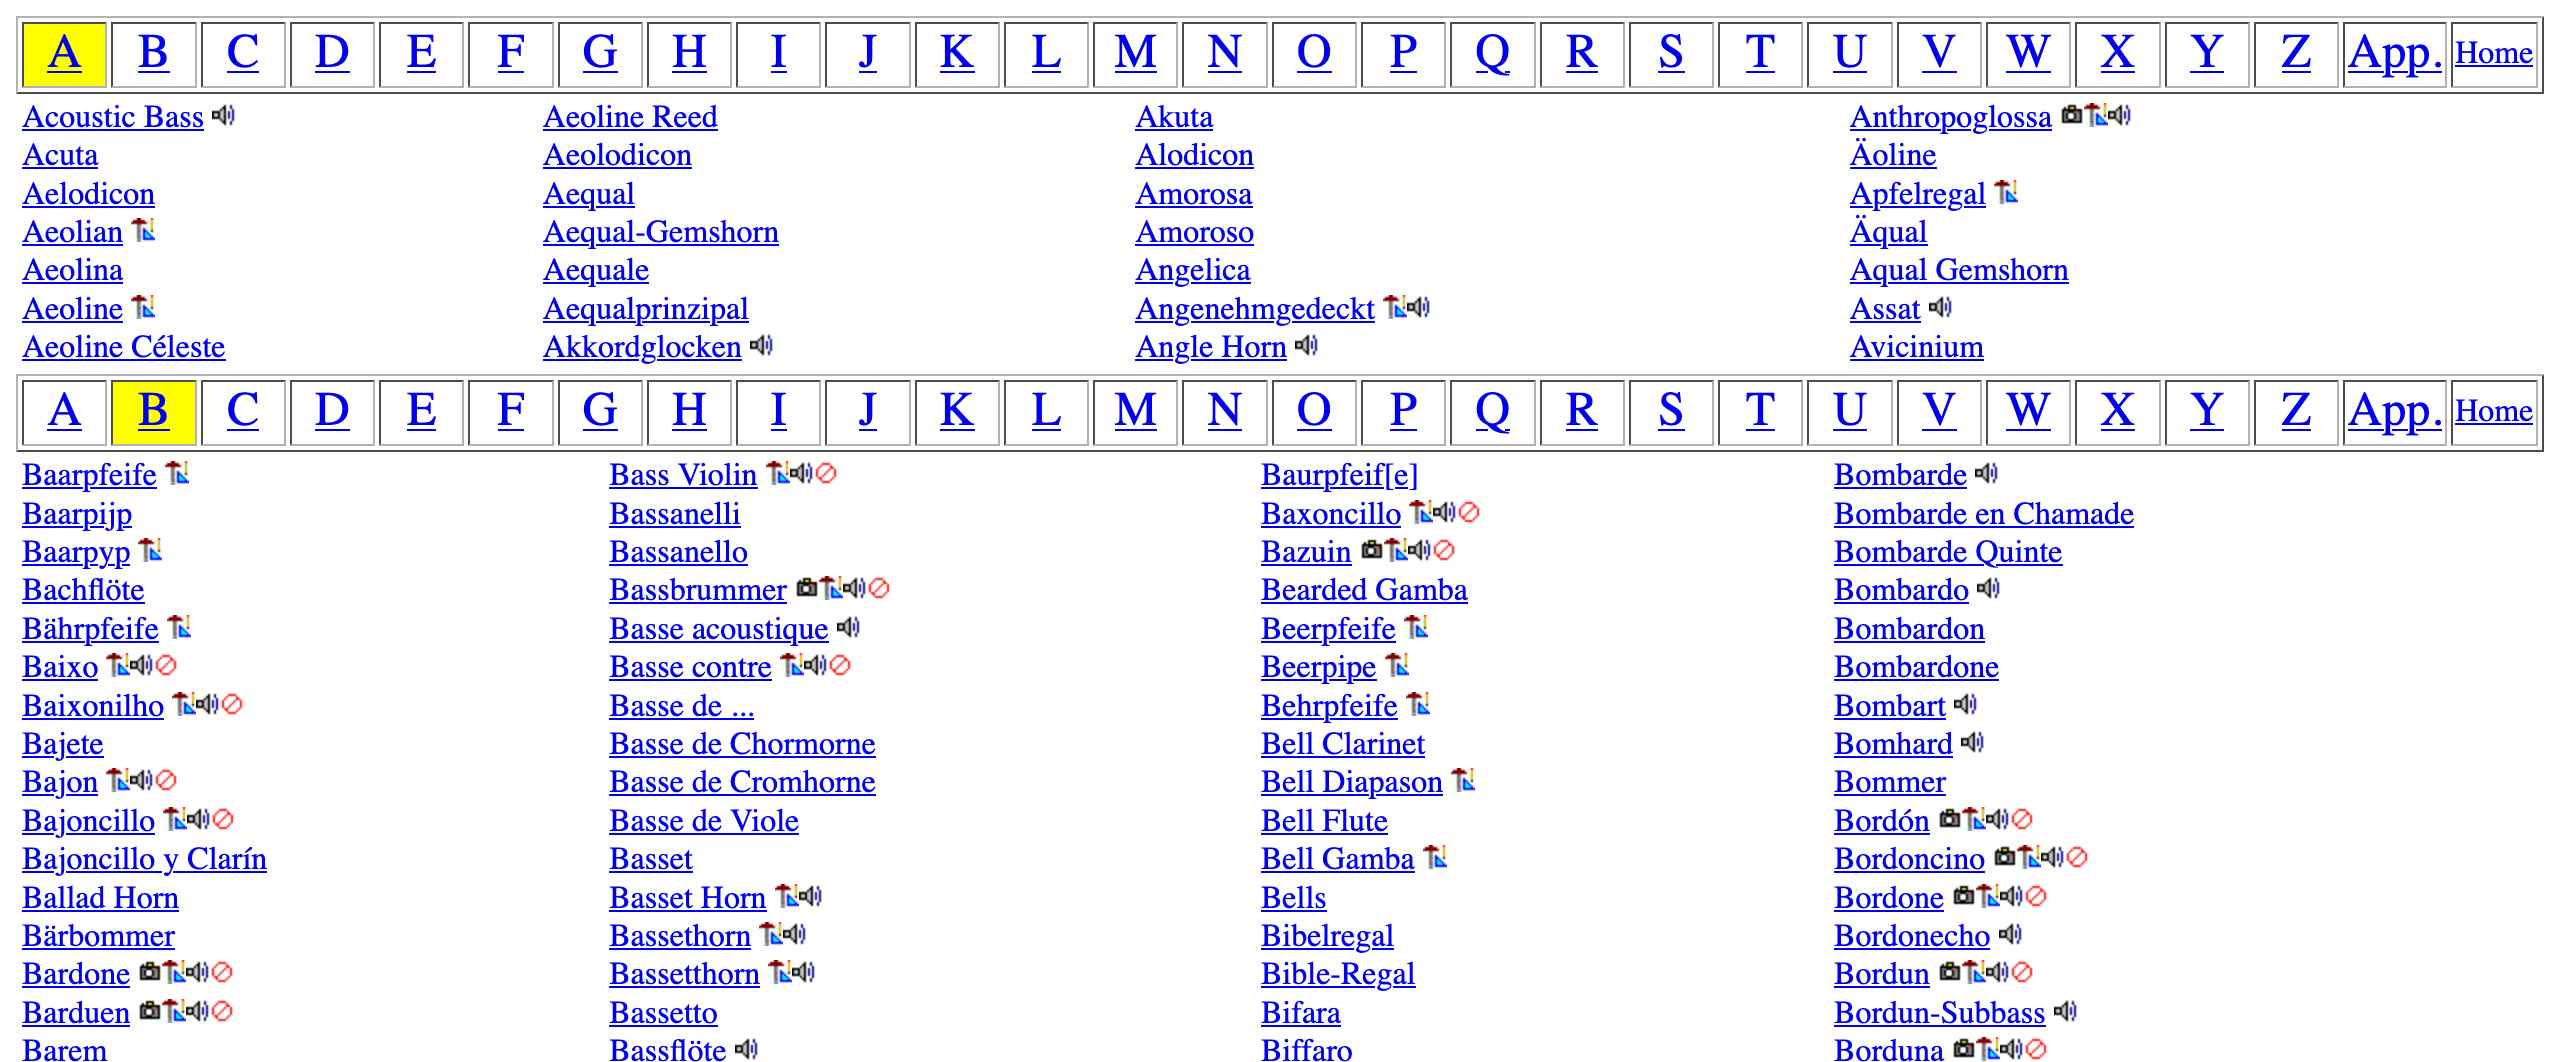 A B C D E F G H I J K L M N O P Q R S T U V W X Y Z App. Home
Acoustic Bass
Acuta
Aelodicon
Aeolian
Aeolina
Aeoline
Aeoline Céleste
Aeoline Reed
Aeolodicon
Aequal
Aequal-Gemshorn
Aequale
Aequalprinzipal
Akkordglocken
Akuta
Alodicon
Amorosa
Amoroso
Angelica
Angenehmgedeckt
Angle Horn
Anthropoglossa
Äoline
Apfelregal
Äqual
Aqual Gemshorn
Assat
Avicinium
A B C D E F G H I J K L M N O P Q R S T U V W X Y Z App. Home
Baarpfeife
Baarpijp
Baarpyp
Bachflöte
Bährpfeife
Baixo
Baixonilho
Bajete
Bajon
Bajoncillo
Bajoncillo y Clarín
Ballad Horn
Bärbommer
Bardone
Barduen
Barem
Bass Violin
Bassanelli
Bassanello
Bassbrummer
Basse acoustique
Basse contre
Basse de ...
Basse de Chormorne
Basse de Cromhorne
Basse de Viole
Basset
Basset Horn
Bassethorn
Bassetthorn
Bassetto
Bassflöte
Baurpfeif[e]
Baxoncillo
Bazuin
Bearded Gamba
Beerpfeife
Beerpipe
Behrpfeife
Bell Clarinet
Bell Diapason
Bell Flute
Bell Gamba
Bells
Bibelregal
Bible-Regal
Bifara
Biffaro
Bombarde
Bombarde en Chamade
Bombarde Quinte
Bombardo
Bombardon
Bombardone
Bombart
Bomhard
Bommer
Bordón
Bordoncino
Bordone
Bordonecho
Bordun
Bordun-Subbass
Borduna